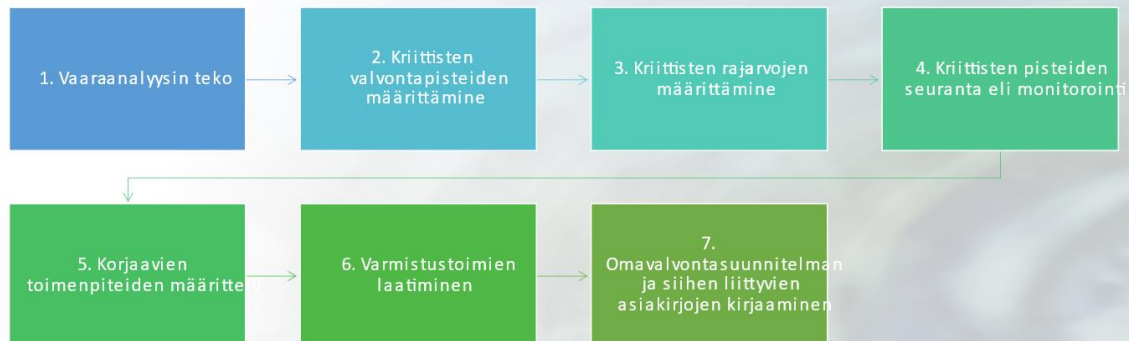 1. Vaaraanalyysin teko
2. Kriittisten
valvontapisteiden
määrittämine
3. Kriittisten rajarvojen
määrittämine
4. Kriittisten pisteiden
seuranta eli monitorointi
5. Korjaavien
toimenpiteiden määrittely
6. Varmistustoimien
laatiminen
7.
Omavalvontasuunnitelman
ja siihen liittyvien
asiakirjojen kirjaaminen